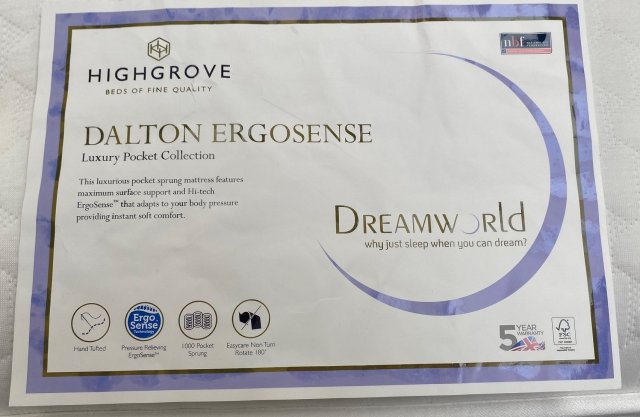 HIGHGROVE
BEDS OF FINE QUALITY
nbf
DALTON ERGOSENSE
Luxury Pocket Collection
This luxurious pocket sprung mattress features
maximum surface support and Hi-tech
ErgoSense™ that adapts to your body pressure
providing instant soft comfort.
DREAMWORld
why just sleep when you can dream?
Hand Tufted
Ergo
Sense
Technology
Pressure Relieving
ErgoSense™
1000 Pocket
Sprung
Easycare Non Turn
Rotate 180°
5 YEAR
WARRANTY
FSC